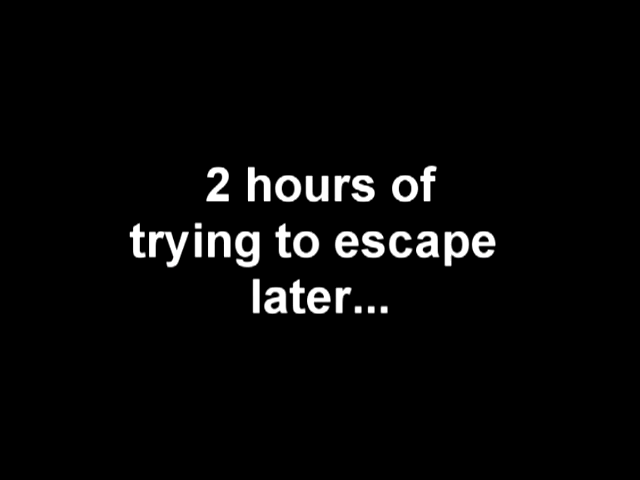 2 hours of
trying to escape
later...